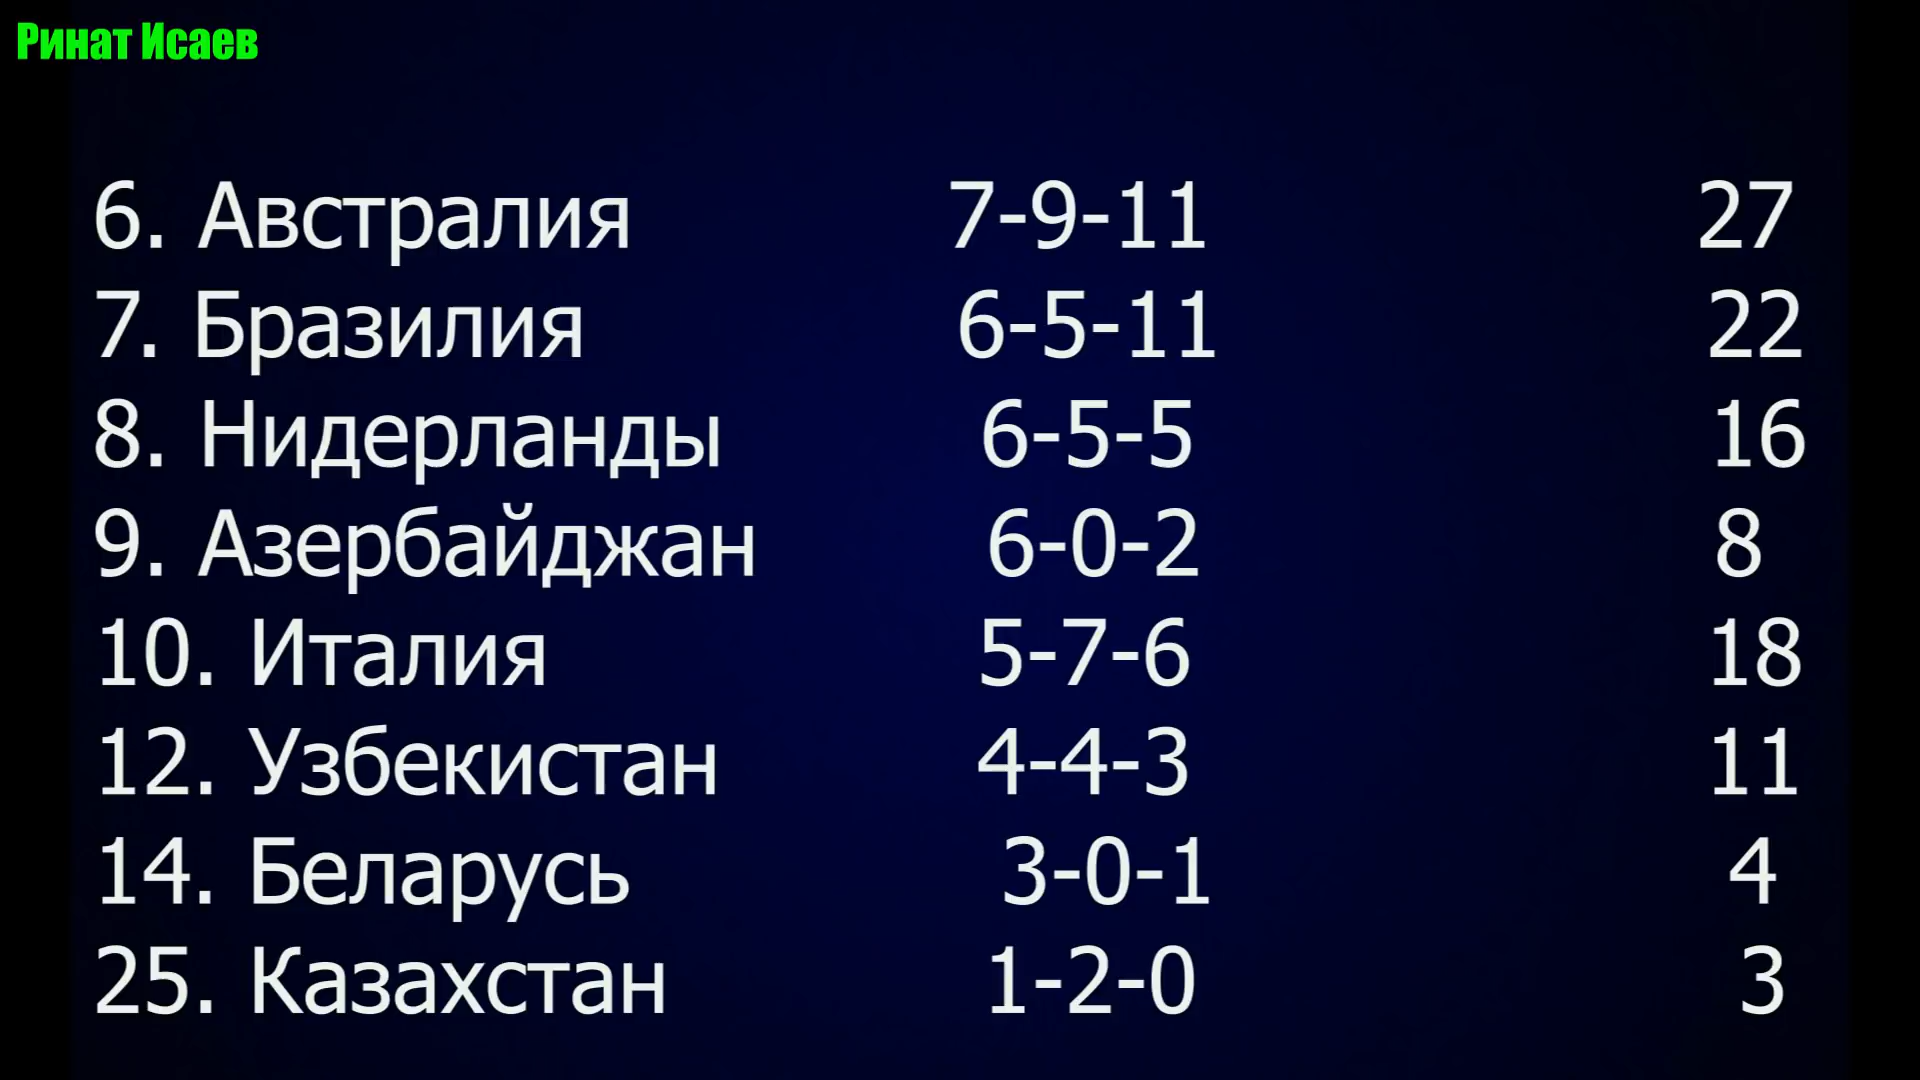 Ринат Исаев
6. Австралия 7-9-11 27
7. Бразилия 6-5-11 22
8. Нидерланды 6-5-5 16
9. Азербайджан 6-0-2 8
10. Италия 5-7-6 18
12. Узбекистан 4-4-3 11
14. Беларусь 3-0-1 4
25. Казахстан 1-2-0 3